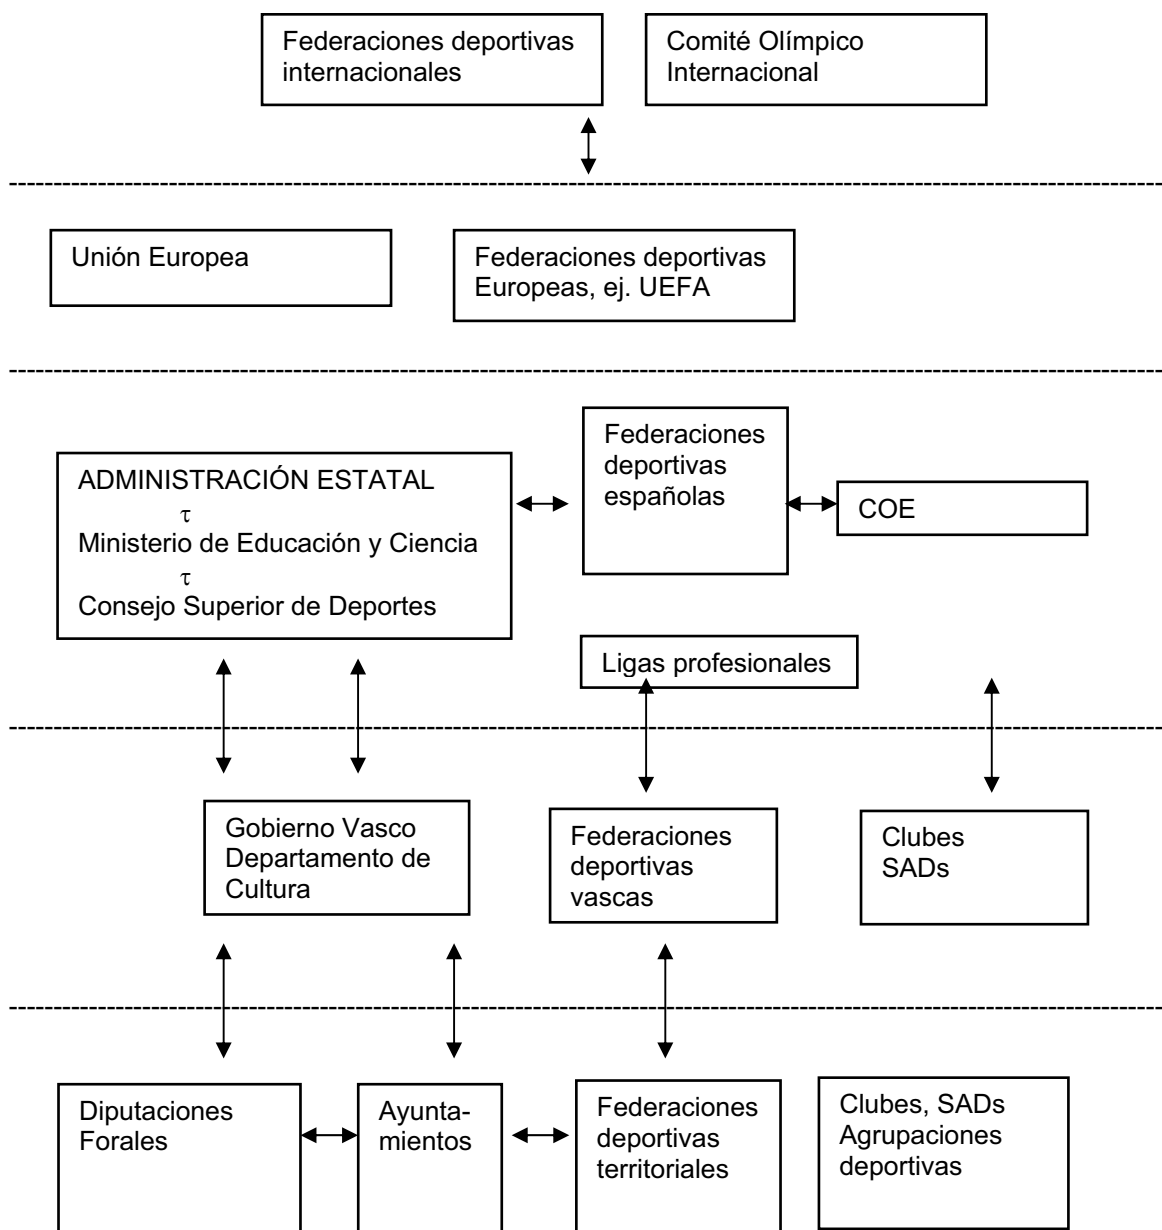 Federaciones deportivas
internacionales
Comité Olímpico
Internacional
Unión Europea
Federaciones deportivas
Europeas, ej. UEFA
ADMINISTRACIÓN ESTATAL
τ
Ministerio de Educación y Ciencia
τ
Consejo Superior de Deportes
Federaciones
deportivas
españolas
COE
Ligas profesionales
Gobierno Vasco
Departamento de
Cultura
Federaciones
deportivas
vascas
Clubes
SADs
Diputaciones
Forales
Ayunta-
mientos
Federaciones
deportivas
territoriales
Clubes, SADs
Agrupaciones
deportivas